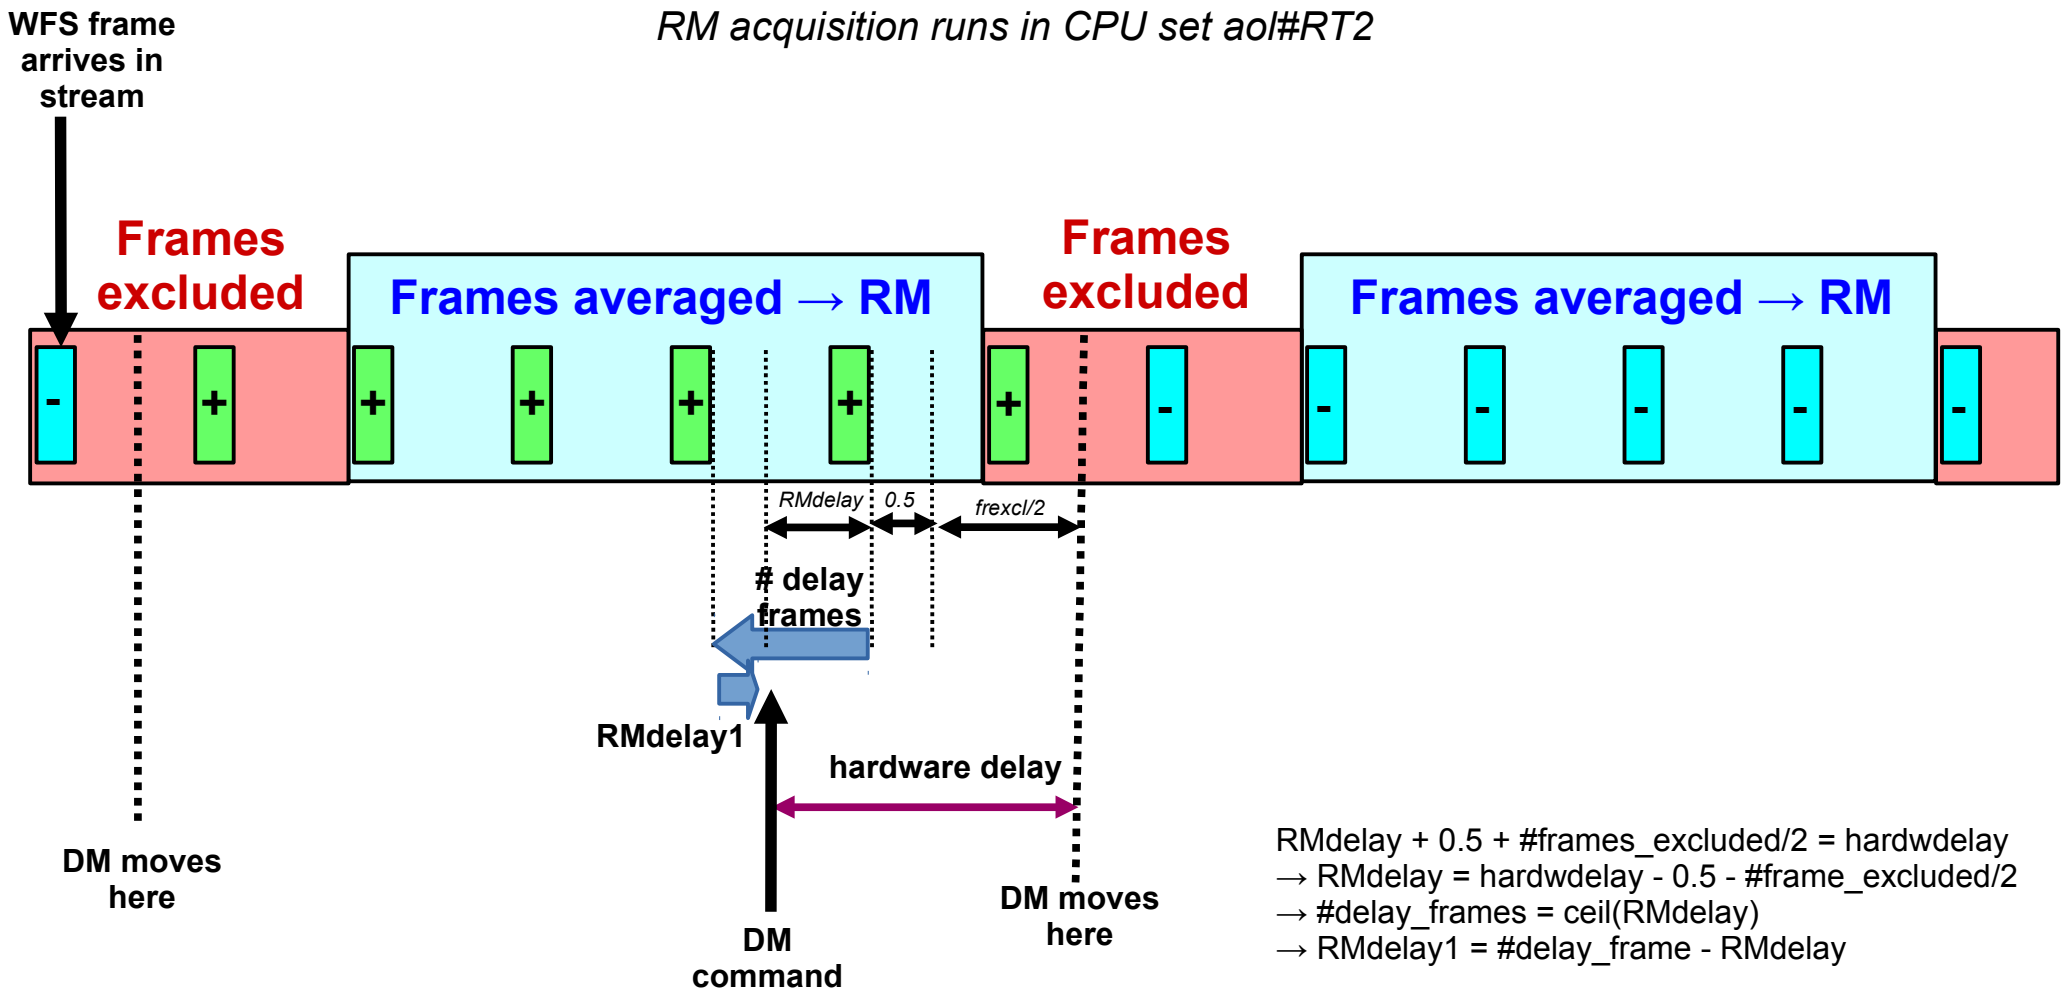 WFS frame
arrives in
stream
RM acquisition runs in CPU set aol#RT2
Frames
excluded
Frames averaged → RM
Frames
excluded
Frames averaged → RM
- + + + + + + - - - - - -
RMdelay 0.5 frexcl/2
# delay
frames
RMdelay1
hardware delay
DM moves
here
DM
command
DM moves
here
RMdelay + 0.5 + #frames_excluded/2 = hardwdelay
→ RMdelay = hardwdelay - 0.5 - #frame_excluded/2
→ #delay_frames = ceil(RMdelay)
→ RMdelay1 = #delay_frame - RMdelay